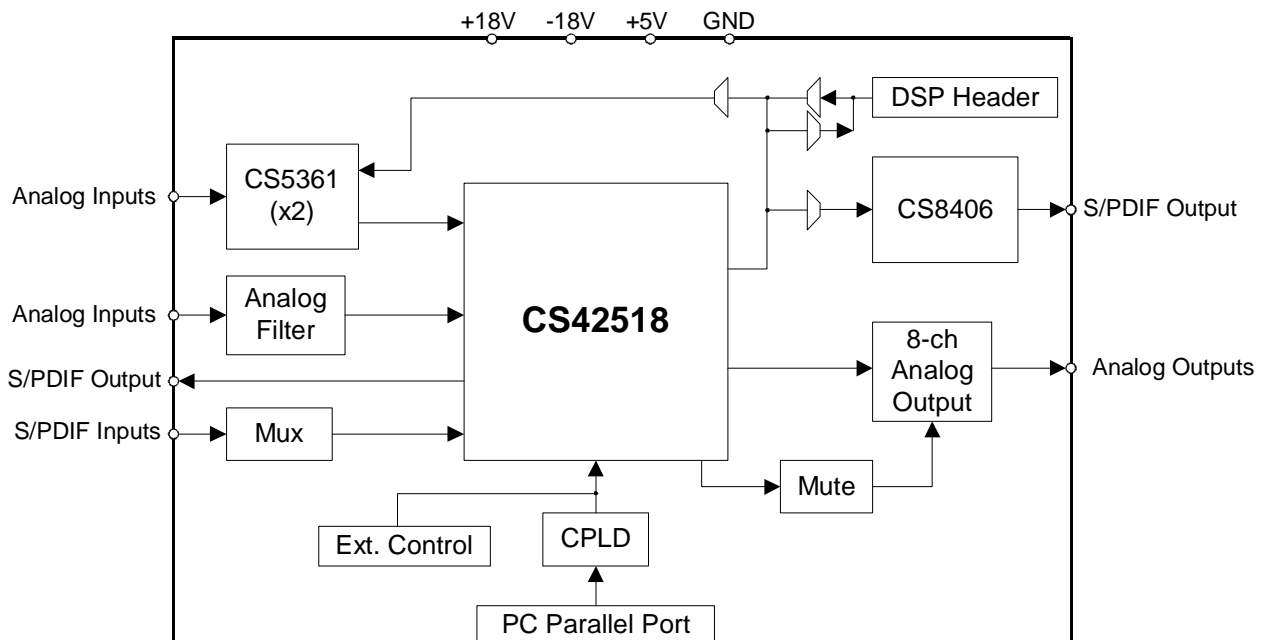 +18V -18V +5V GND
DSP Header
Analog Inputs
CS5361
(x2)
CS8406
S/PDIF Output
Analog Inputs
Analog
Filter
CS42518
8-ch
Analog
Output
Analog Outputs
S/PDIF Output
S/PDIF Inputs
Mux
Mute
Ext. Control
CPLD
PC Parallel Port